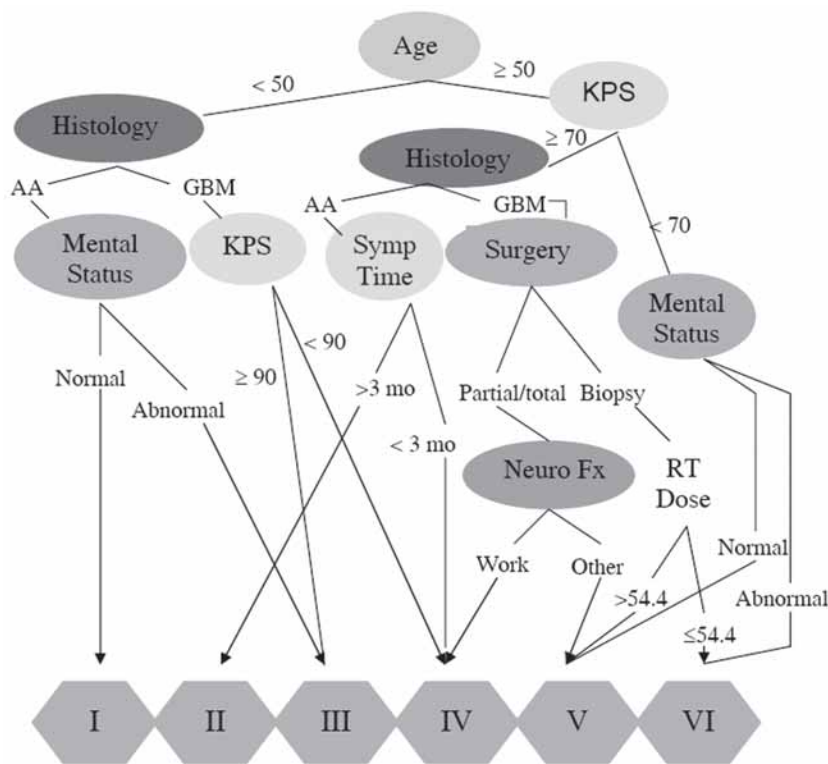 Age
< 50
≥ 50
KPS
Histology
≥ 70
Histology
AA
GBM
AA
GBM
< 70
Mental
Status
KPS
Symp
Time
Surgery
Mental
Status
Normal
Abnormal
≥ 90
< 90
>3 mo
< 3 mo
Partial/total
Biopsy
Neuro Fx
RT
Dose
Work
Other
>54.4
Normal
Abnormal
≤54.4
I
II
III
IV
V
VI